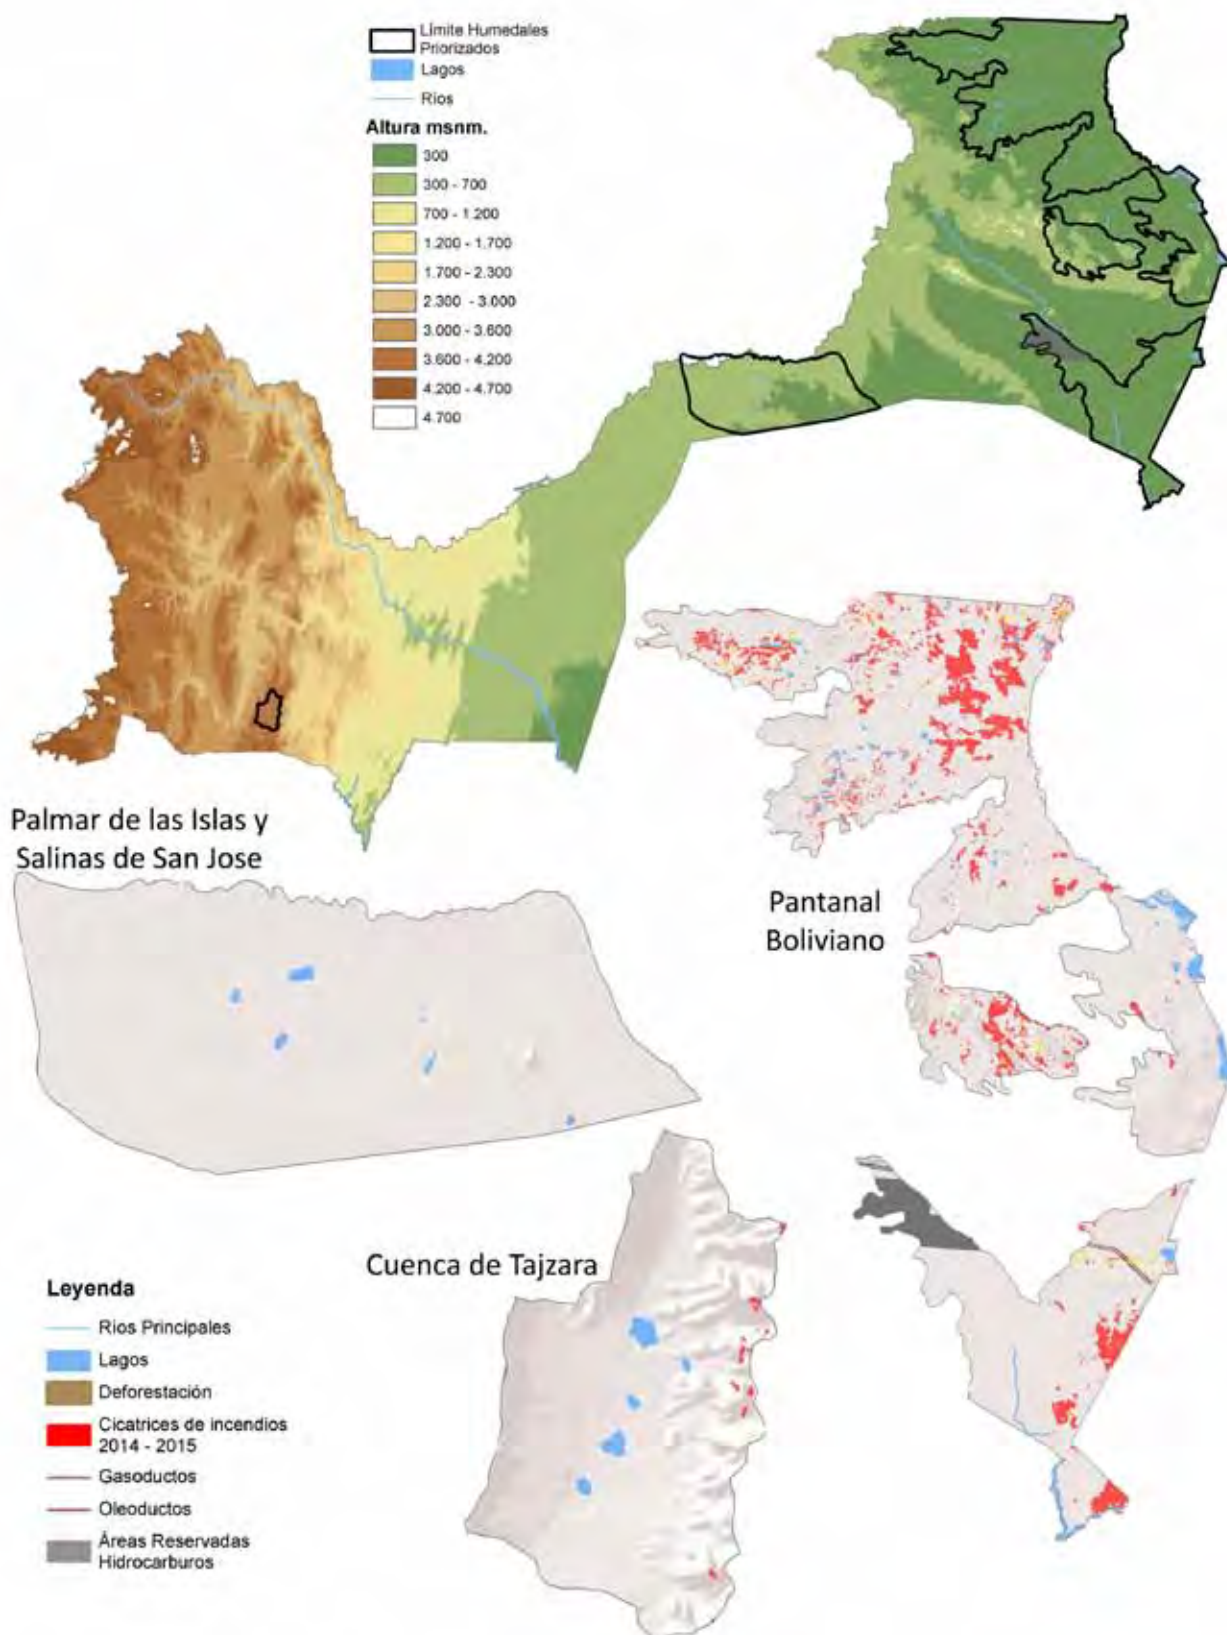 Límite Humedales
Priorizados
Lagos
Ríos
Altura msnm.
300
300 - 700
700 - 1.200
1.200 - 1.700
1.700 - 2.300
2.300 - 3.000
3.000 - 3.600
3.600 - 4.200
4.200 - 4.700
4.700
Palmar de las Islas y
Salinas de San Jose
Pantanal
Boliviano
Cuenca de Tajzara
Leyenda
Rios Principales
Lagos
Deforestación
Cicatrices de incendios
2014 - 2015
Gasoductos
Oleoductos
Áreas Reservadas
Hidrocarburos